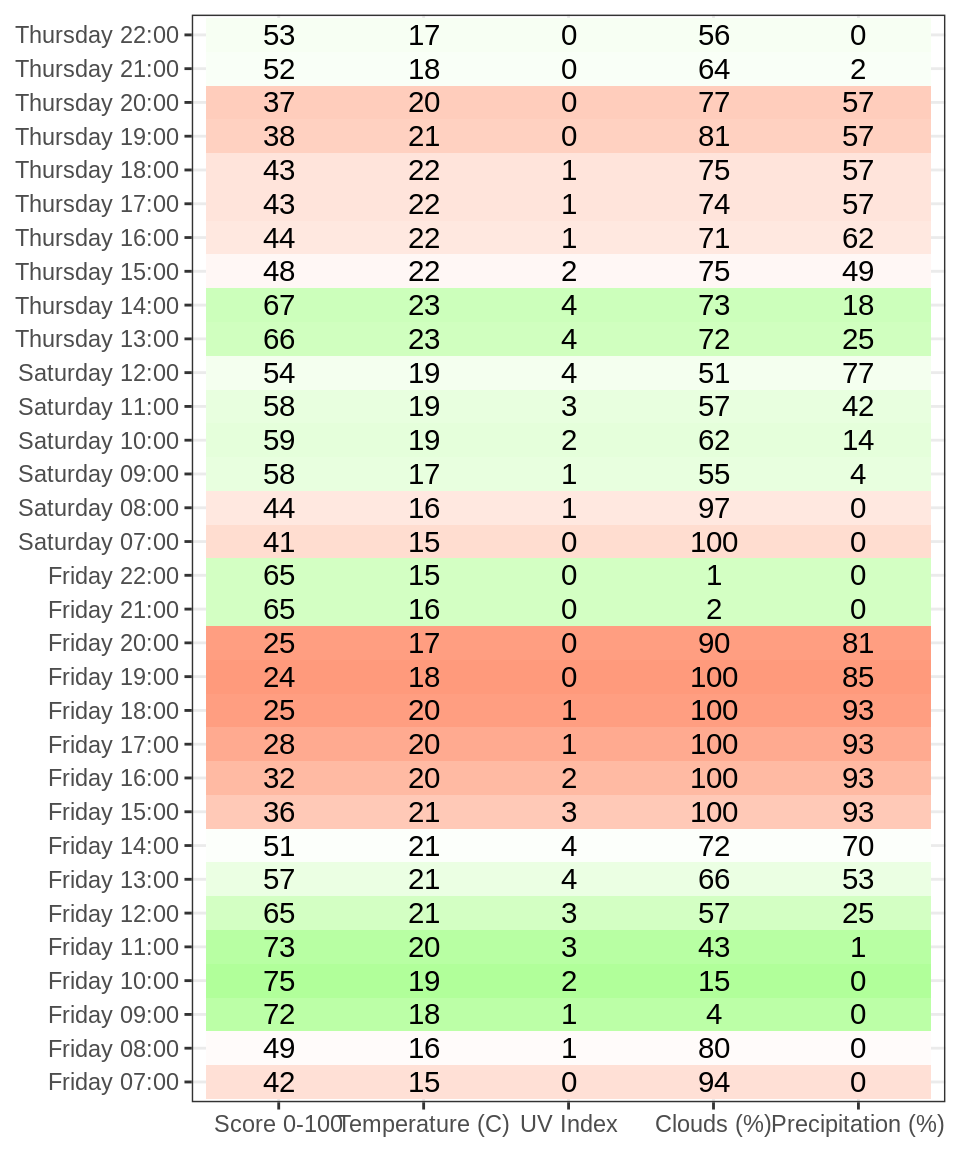 Thursday 22:00 53 17 0 56 0
Thursday 21:00 52 18 0 64 2
Thursday 20:00 37 20 0 77 57
Thursday 19:00 38 21 0 81 57
Thursday 18:00 43 22 1 75 57
Thursday 17:00 43 22 1 74 57
Thursday 16:00 44 22 1 71 62
Thursday 15:00 48 22 2 75 49
Thursday 14:00 67 23 4 73 18
Thursday 13:00 66 23 4 72 25
Saturday 12:00 54 19 4 51 77
Saturday 11:00 58 19 3 57 42
Saturday 10:00 59 19 2 62 14
Saturday 09:00 58 17 1 55 4
Saturday 08:00 44 16 1 97 0
Saturday 07:00 41 15 0 100 0
Friday 22:00 65 15 0 1 0
Friday 21:00 65 16 0 2 0
Friday 20:00 25 17 0 90 81
Friday 19:00 24 18 0 100 85
Friday 18:00 25 20 1 100 93
Friday 17:00 28 20 1 100 93
Friday 16:00 32 20 2 100 93
Friday 15:00 36 21 3 100 93
Friday 14:00 51 21 4 72 70
Friday 13:00 57 21 4 66 53
Friday 12:00 65 21 3 57 25
Friday 11:00 73 20 3 43 1
Friday 10:00 75 19 2 15 0
Friday 09:00 72 18 1 4 0
Friday 08:00 49 16 1 80 0
Friday 07:00 42 15 0 94 0
Score 0-100 Temperature (C) UV Index Clouds (%) Precipitation (%)